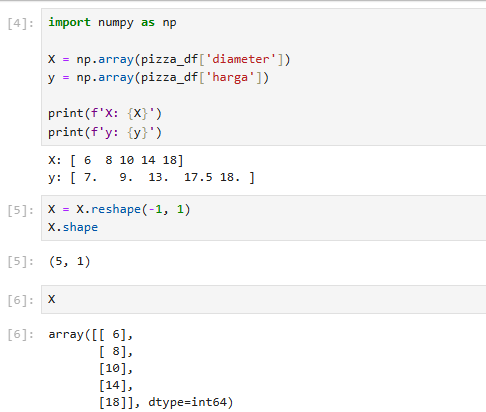 [4]: import numpy as np
X = np.array(pizza_df['diameter'])
y = np.array(pizza_df['harga'])
print(f'X: {X}')
print(f'y: {y}')
X: [ 6  8 10 14 18]
y: [ 7.   9.  13.  17.5 18. ]
[5]: X = X.reshape(-1, 1)
X.shape
[5]: (5, 1)
[6]: X
[6]: array([[ 6],
[ 8],
[10],
[14],
[18]], dtype=int64)